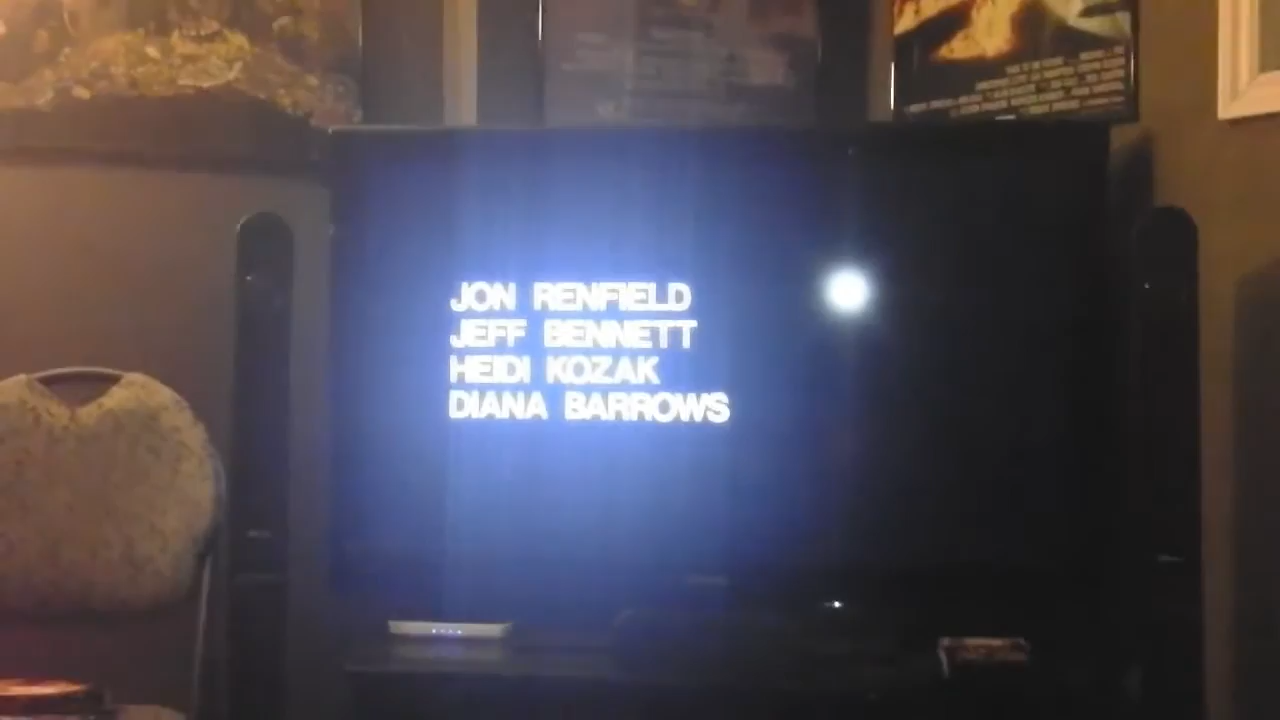 JON RENFIELD
JEFF BENNETT
HEIDI KOZAK
DIANA BARROWS